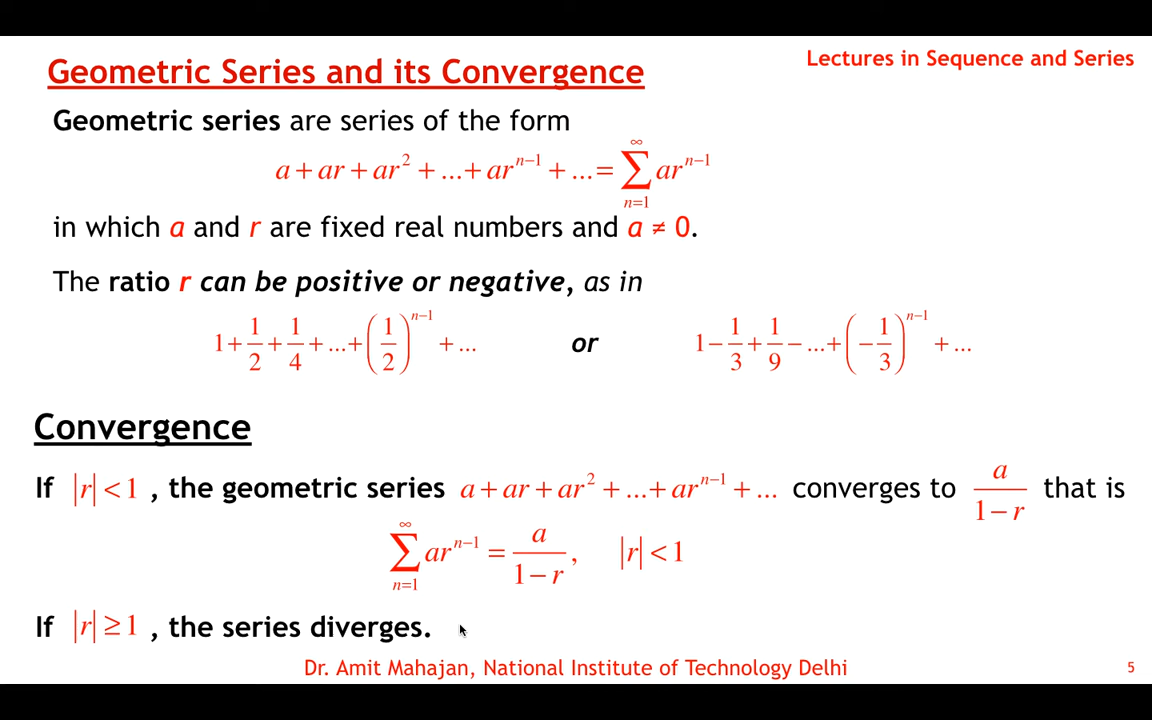 Geometric Series and its Convergence
Lectures in Sequence and Series
Geometric series are series of the form
a + ar + ar² + ...+ arⁿ⁻¹ + ... = ∑_{n=1}^{∞} arⁿ⁻¹
in which a and r are fixed real numbers and a ≠ 0.
The ratio r can be positive or negative, as in
1 + 1/2 + 1/4 + ...+ (1/2)ⁿ⁻¹ + ... or 1 − 1/3 + 1/9 − ...+ (−1/3)ⁿ⁻¹ + ...
Convergence
If |r| < 1 , the geometric series a + ar + ar² + ...+ arⁿ⁻¹ + ... converges to a/(1 − r) that is
∑_{n=1}^{∞} arⁿ⁻¹ = a/(1 − r), |r| < 1
If |r| ≥ 1 , the series diverges.
Dr. Amit Mahajan, National Institute of Technology Delhi
5